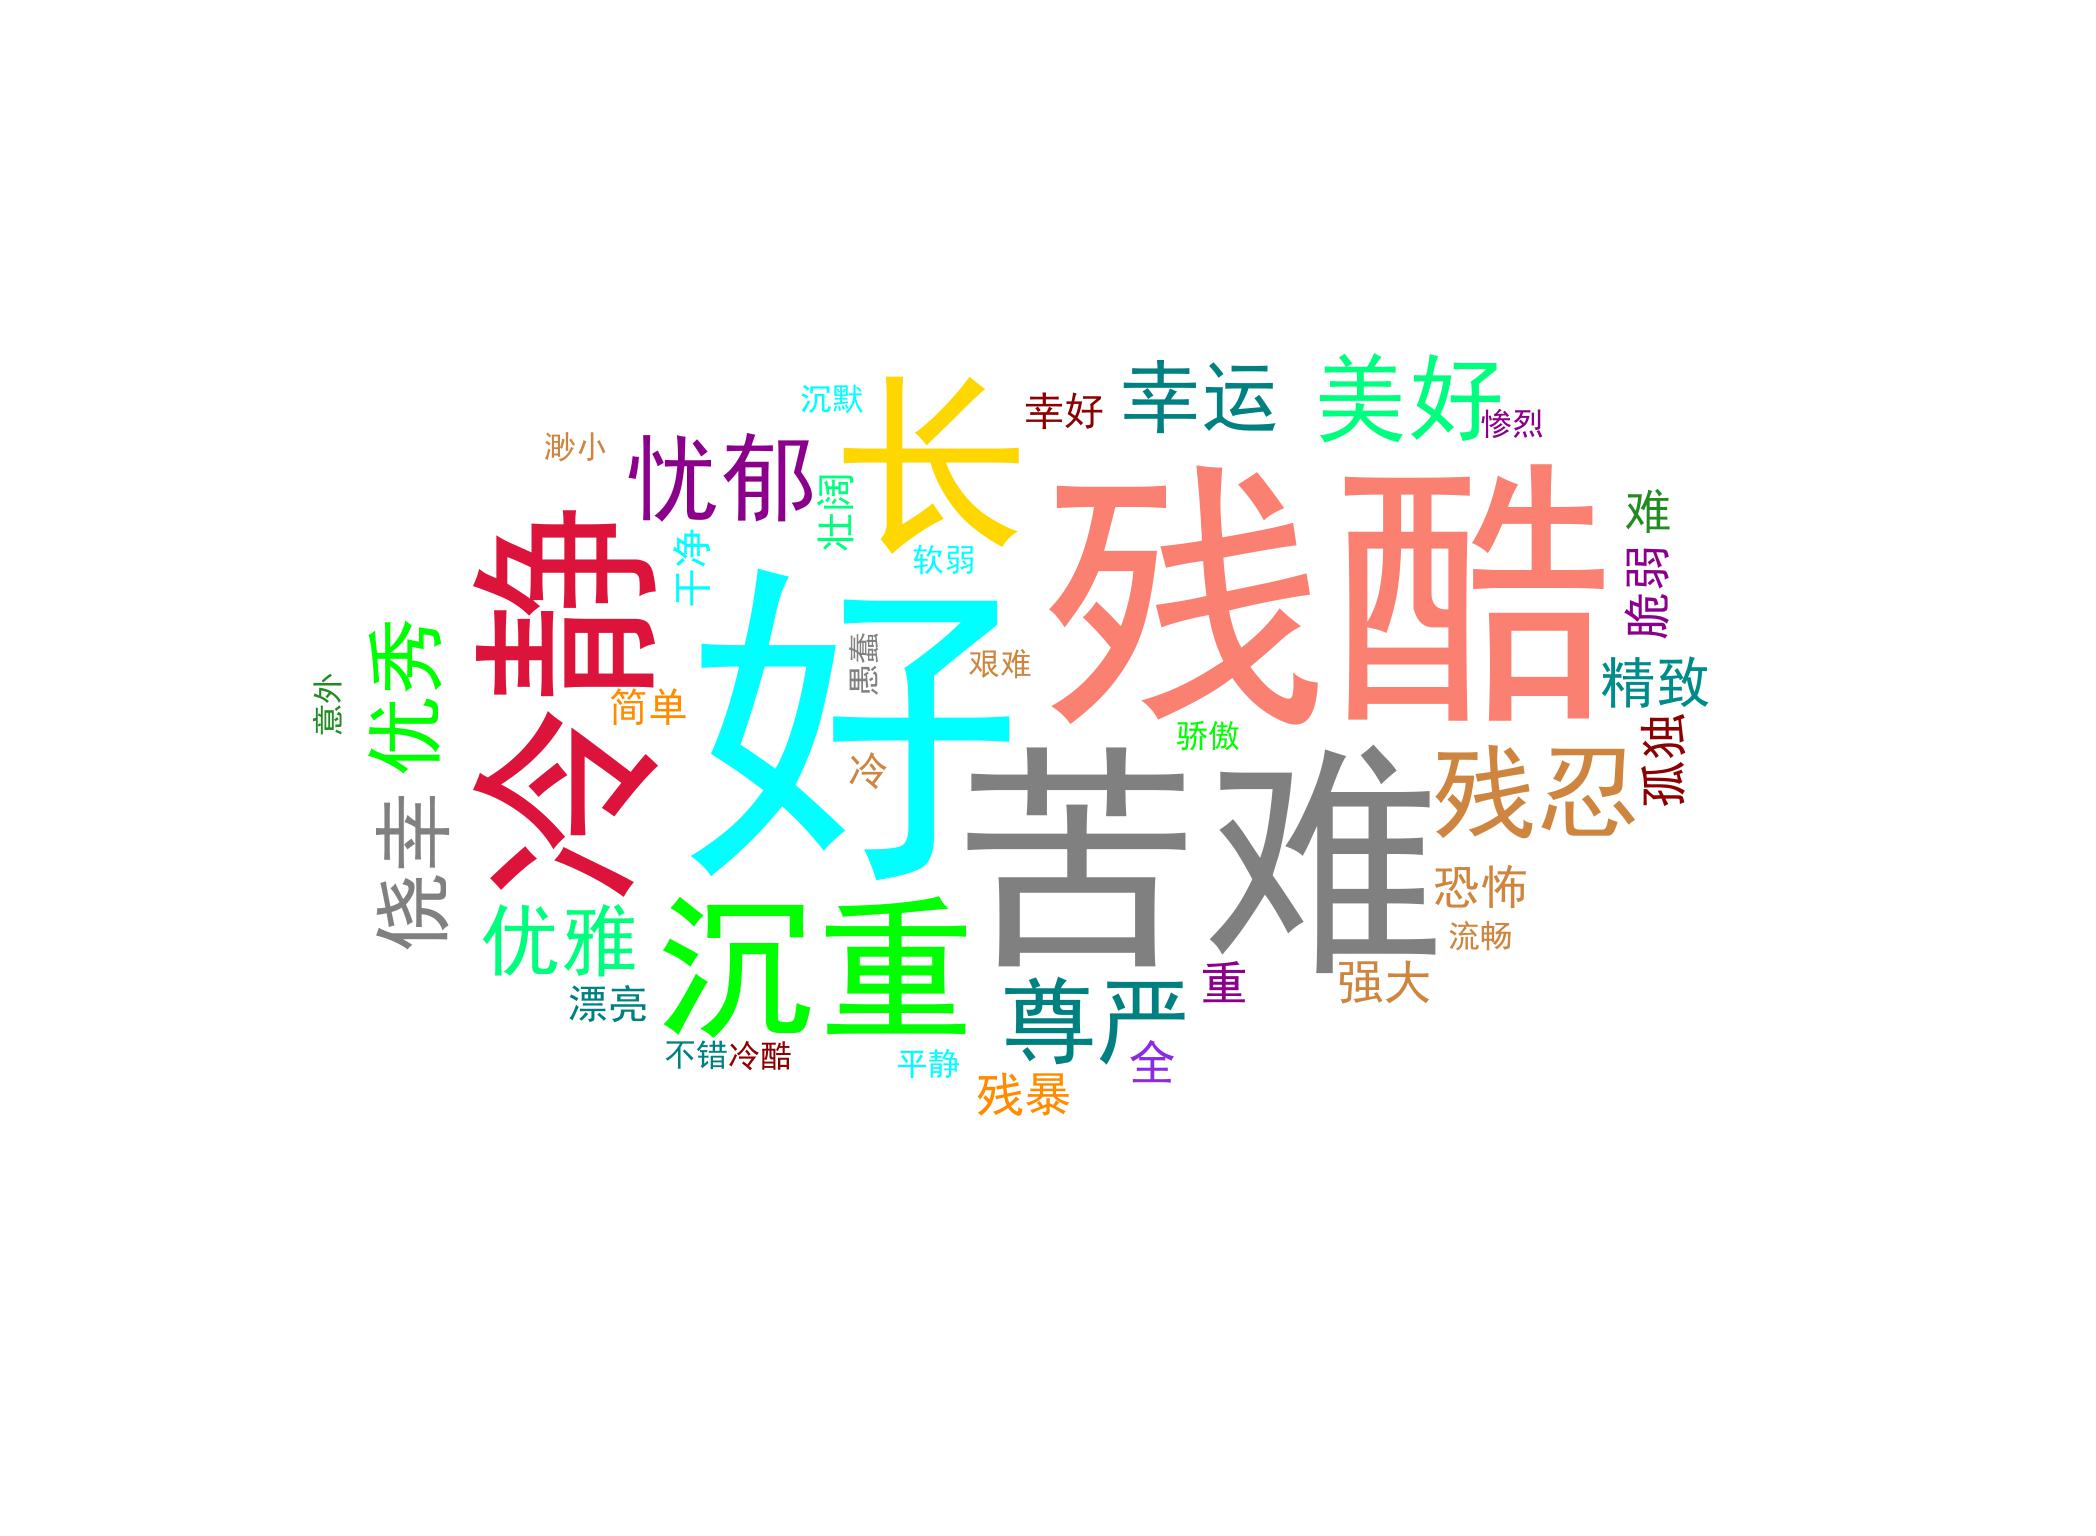 美好
幸运
沉默
幸好
惨烈
长
忧郁
渺小
残酷
壮阔
难
干净
软弱
脆弱
冷静
好
优秀
愚蠢
艰难
精致
意外
简单
骄傲
孤独
冷
苦难
残忍
侥幸
恐怖
沉重
优雅
流畅
强大
重
漂亮
尊严
不错
冷酷
平静
全
残暴